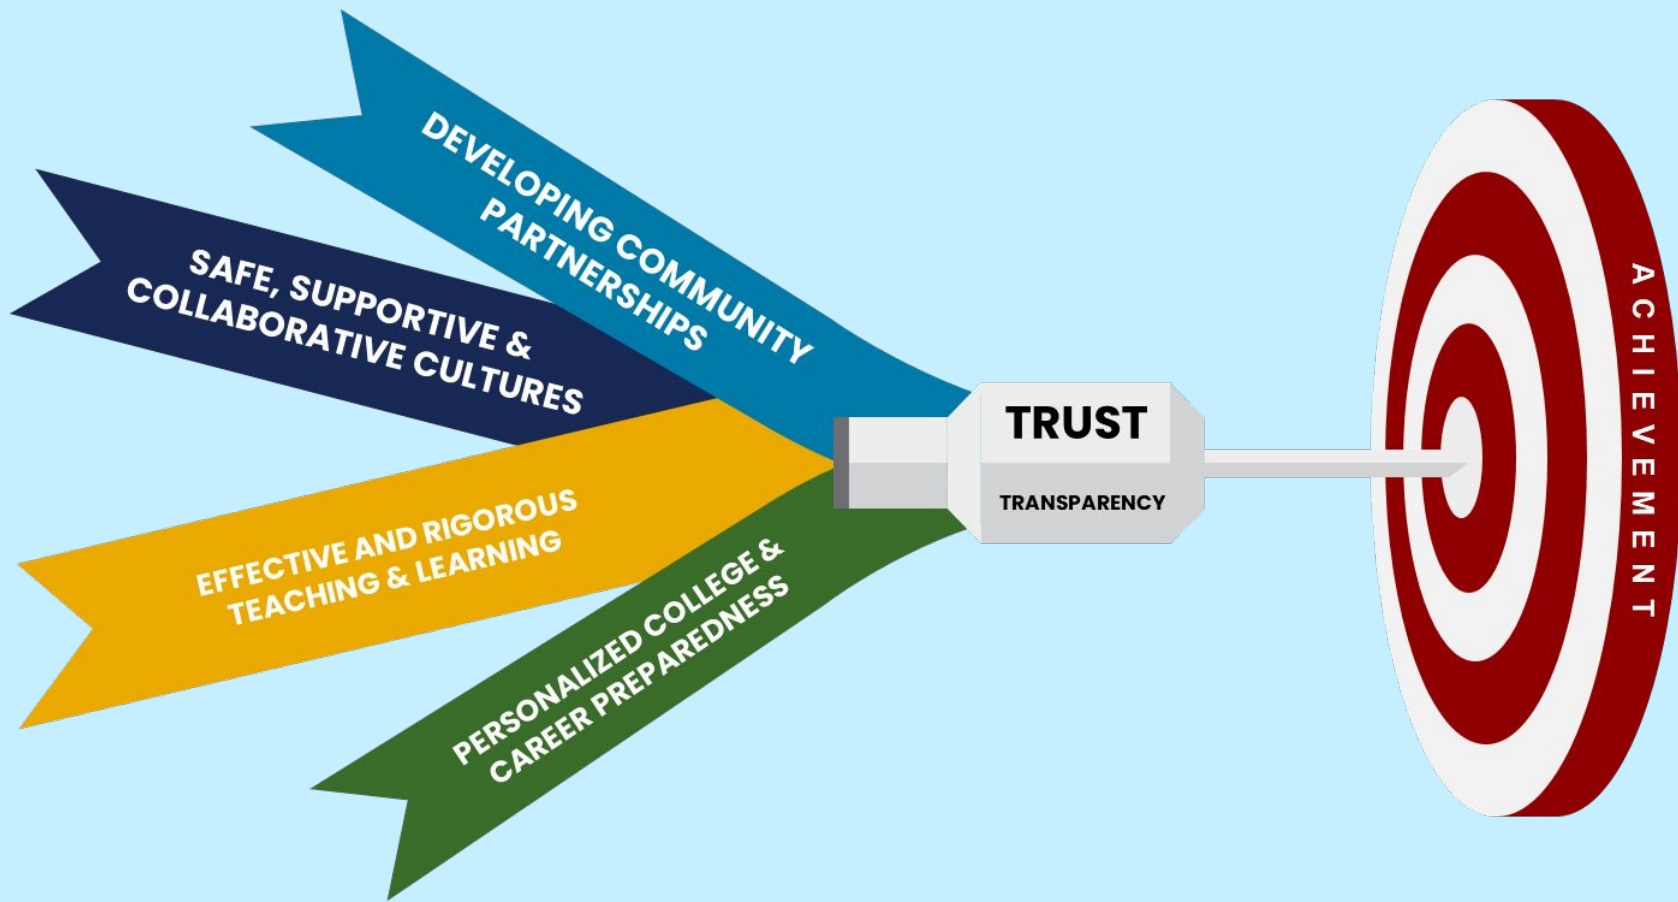 DEVELOPING COMMUNITY
PARTNERSHIPS
SAFE, SUPPORTIVE &
COLLABORATIVE CULTURES
EFFECTIVE AND RIGOROUS
TEACHING & LEARNING
PERSONALIZED COLLEGE &
CAREER PREPAREDNESS
TRUST
TRANSPARENCY
ACHIEVEMENT